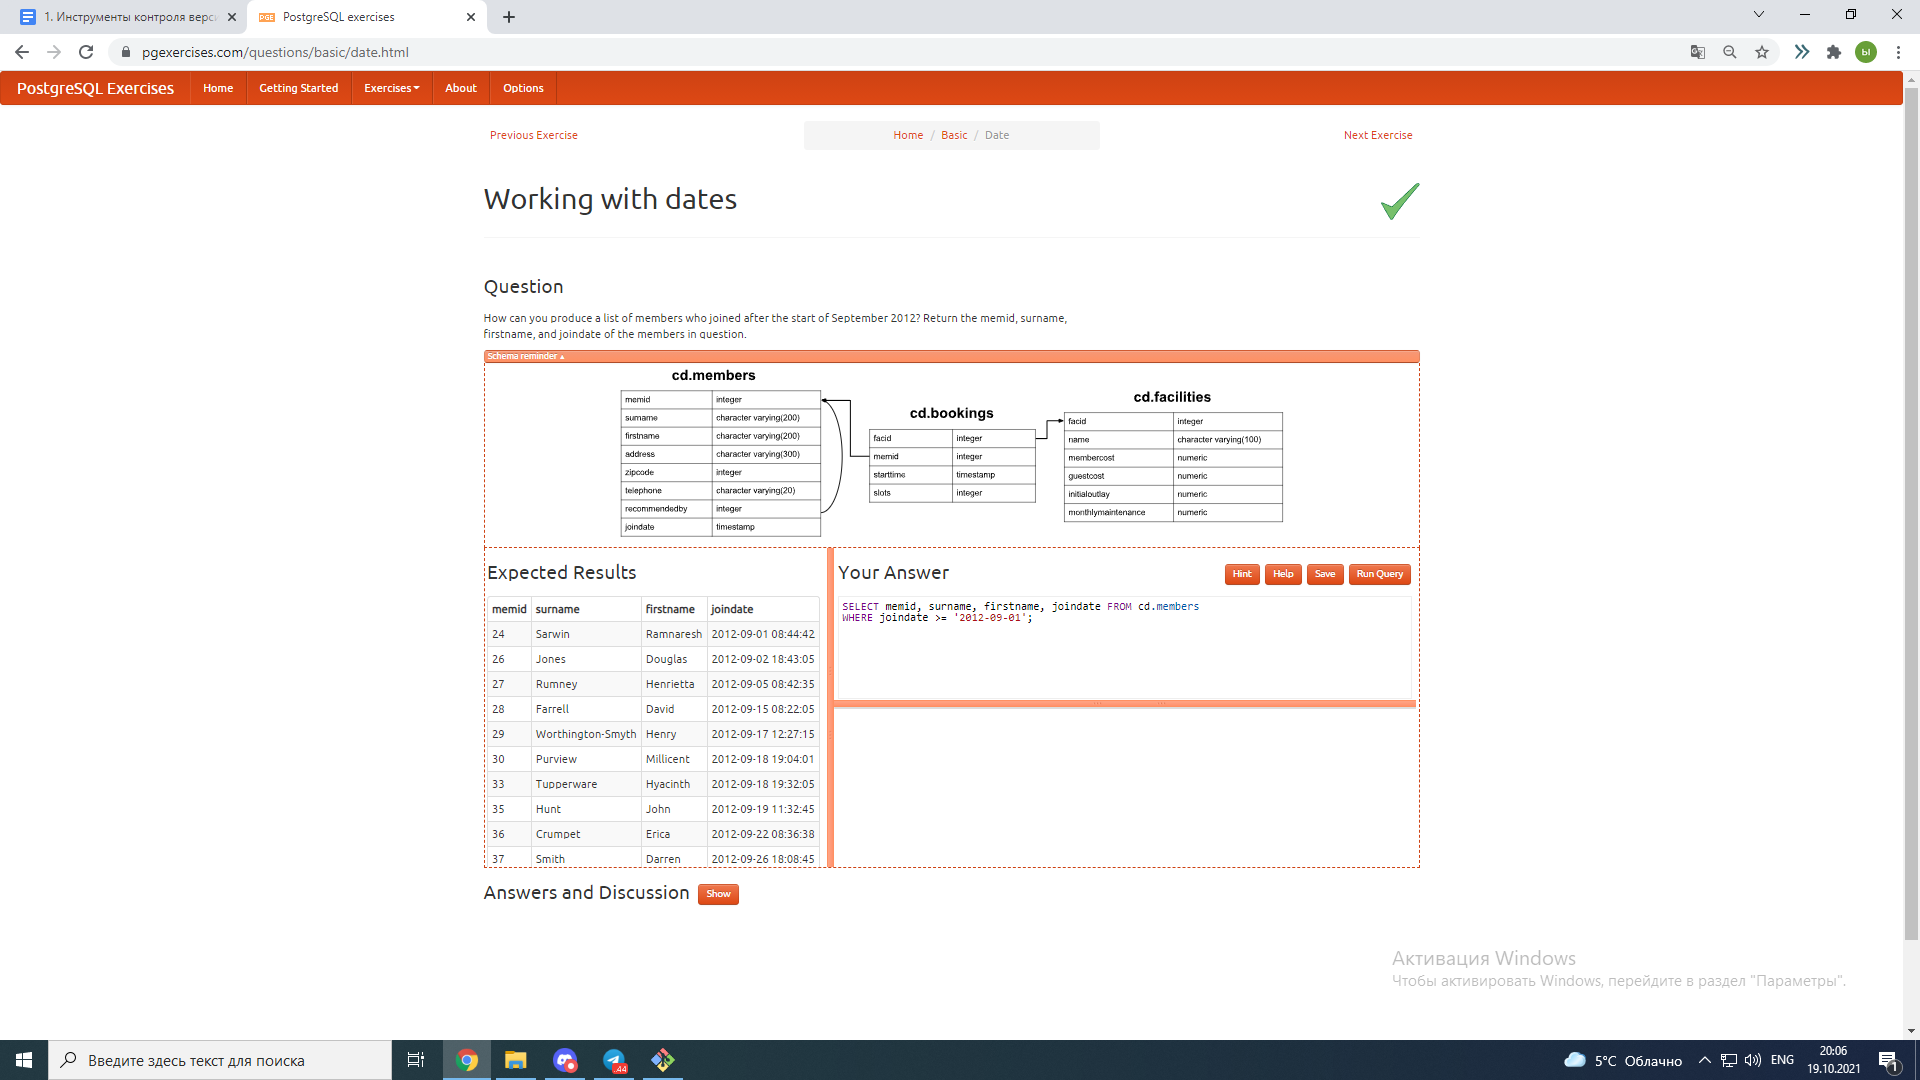 1. Инструменты контроля верс
PGE PostgreSQL exercises
pgexercises.com/questions/basic/date.html
Ы
PostgreSQL Exercises
Home
Getting Started
Exercises
About
Options
Previous Exercise
Home / Basic / Date
Next Exercise
Working with dates
Question
How can you produce a list of members who joined after the start of September 2012? Return the memid, surname,
firstname, and joindate of the members in question.
Schema reminder
cd.members
memid integer
surname character varying(200)
firstname character varying(200)
address character varying(300)
zipcode integer
telephone character varying(20)
recommendedby integer
joindate timestamp
cd.bookings
facid integer
memid integer
starttime timestamp
slots integer
cd.facilities
facid integer
name character varying(100)
membercost numeric
guestcost numeric
initialoutlay numeric
monthlymaintenance numeric
Expected Results
memid surname firstname joindate
24 Sarwin Ramnaresh 2012-09-01 08:44:42
26 Jones Douglas 2012-09-02 18:43:05
27 Rumney Henrietta 2012-09-05 08:42:35
28 Farrell David 2012-09-15 08:22:05
29 Worthington-Smyth Henry 2012-09-17 12:27:15
30 Purview Millicent 2012-09-18 19:04:01
33 Tupperware Hyacinth 2012-09-18 19:32:05
35 Hunt John 2012-09-19 11:32:45
36 Crumpet Erica 2012-09-22 08:36:38
37 Smith Darren 2012-09-26 18:08:45
Your Answer
Hint
Help
Save
Run Query
SELECT memid, surname, firstname, joindate FROM cd.members
WHERE joindate >= '2012-09-01';
Answers and Discussion
Show
Активация Windows
Чтобы активировать Windows, перейдите в раздел "Параметры".
Введите здесь текст для поиска
44
5°C Облачно
ENG
20:06
19.10.2021
1